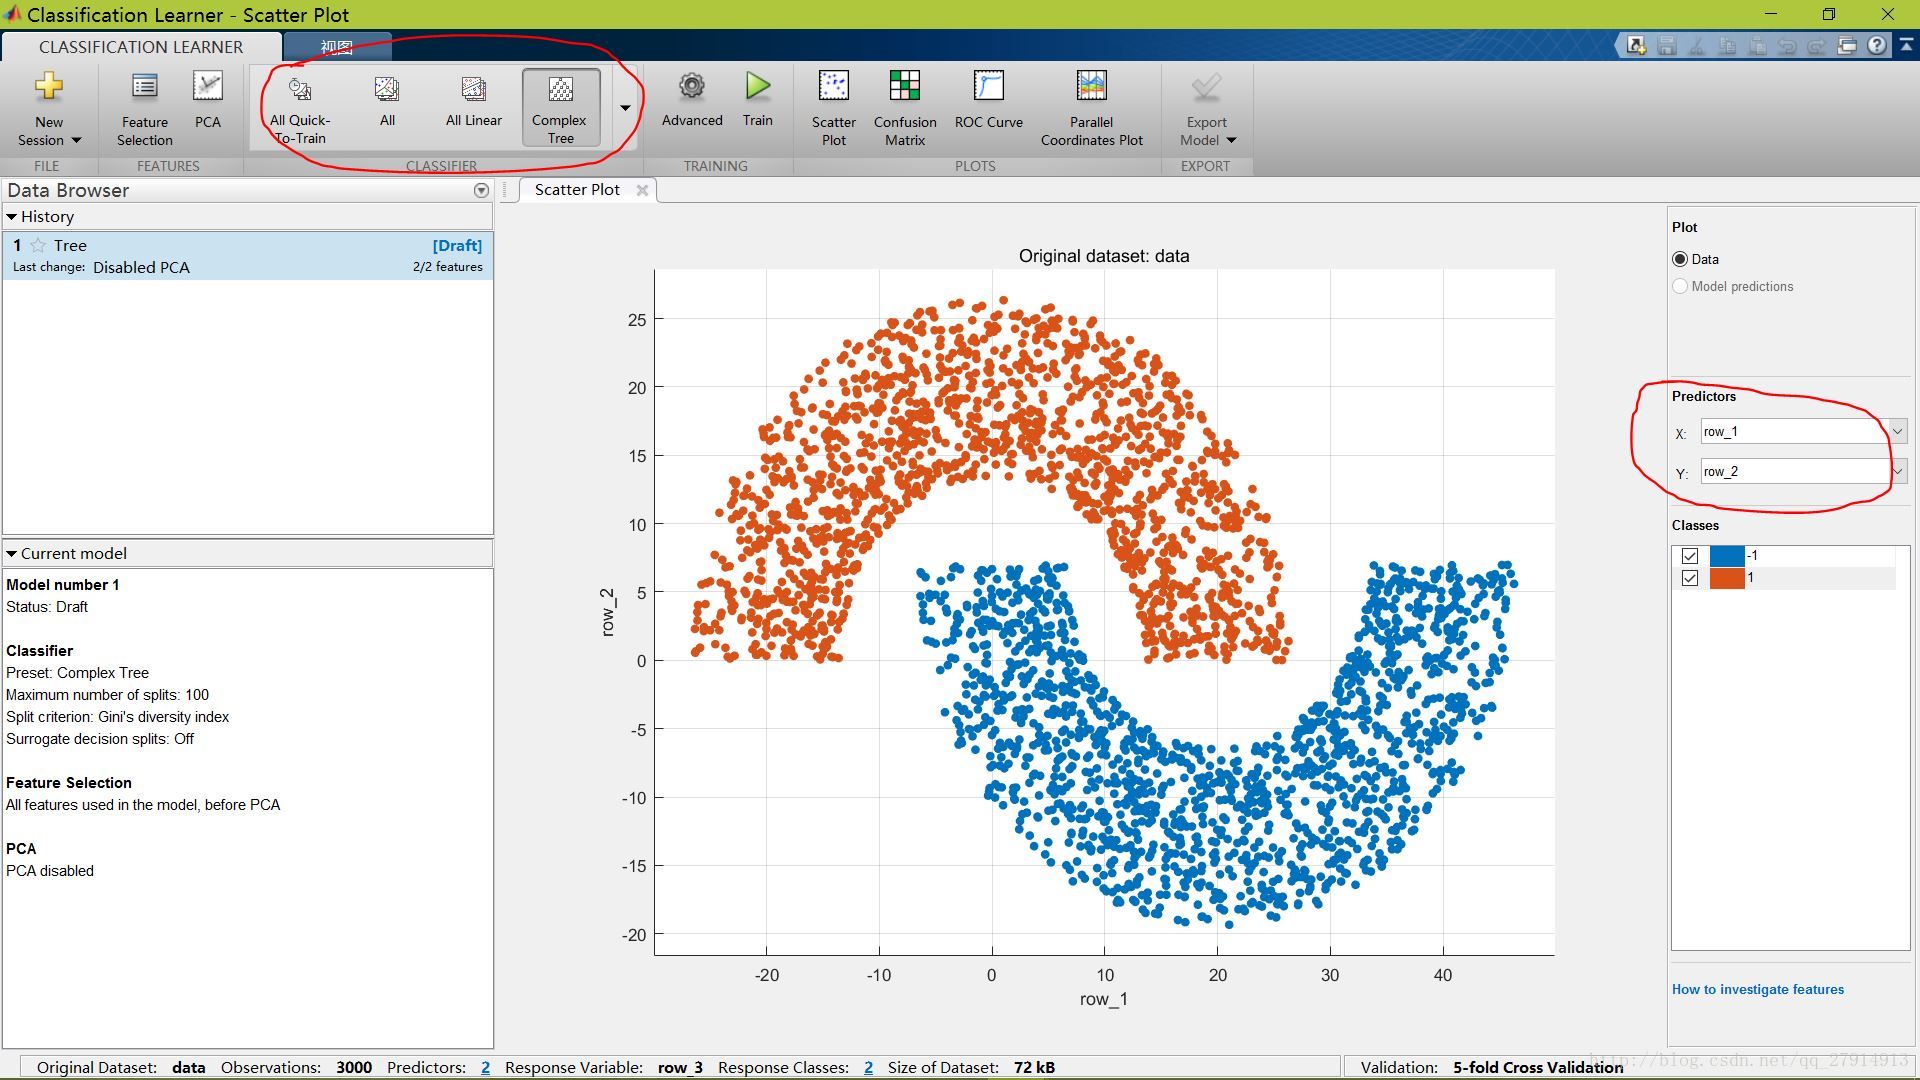 Classification Learner - Scatter Plot
CLASSIFICATION LEARNER
视图
New Session
Feature Selection
PCA
All Quick-To-Train
All
All Linear
Complex Tree
Advanced
Train
Scatter Plot
Confusion Matrix
ROC Curve
Parallel Coordinates Plot
Export Model
FILE
FEATURES
CLASSIFIER
TRAINING
PLOTS
EXPORT
Data Browser
History
1 Tree [Draft]
Last change: Disabled PCA 2/2 features
Current model
Model number 1
Status: Draft
Classifier
Preset: Complex Tree
Maximum number of splits: 100
Split criterion: Gini's diversity index
Surrogate decision splits: Off
Feature Selection
All features used in the model, before PCA
PCA
PCA disabled
Scatter Plot
Original dataset: data
25
20
15
10
5
0
-5
-10
-15
-20
row_2
-20 -10 0 10 20 30 40
row_1
Plot
Data
Model predictions
Predictors
X: row_1
Y: row_2
Classes
-1
1
How to investigate features
Original Dataset: data Observations: 3000 Predictors: 2 Response Variable: row_3 Response Classes: 2 Size of Dataset: 72 kB
Validation: 5-fold Cross Validation
http://blog.csdn.net/qq_27914913